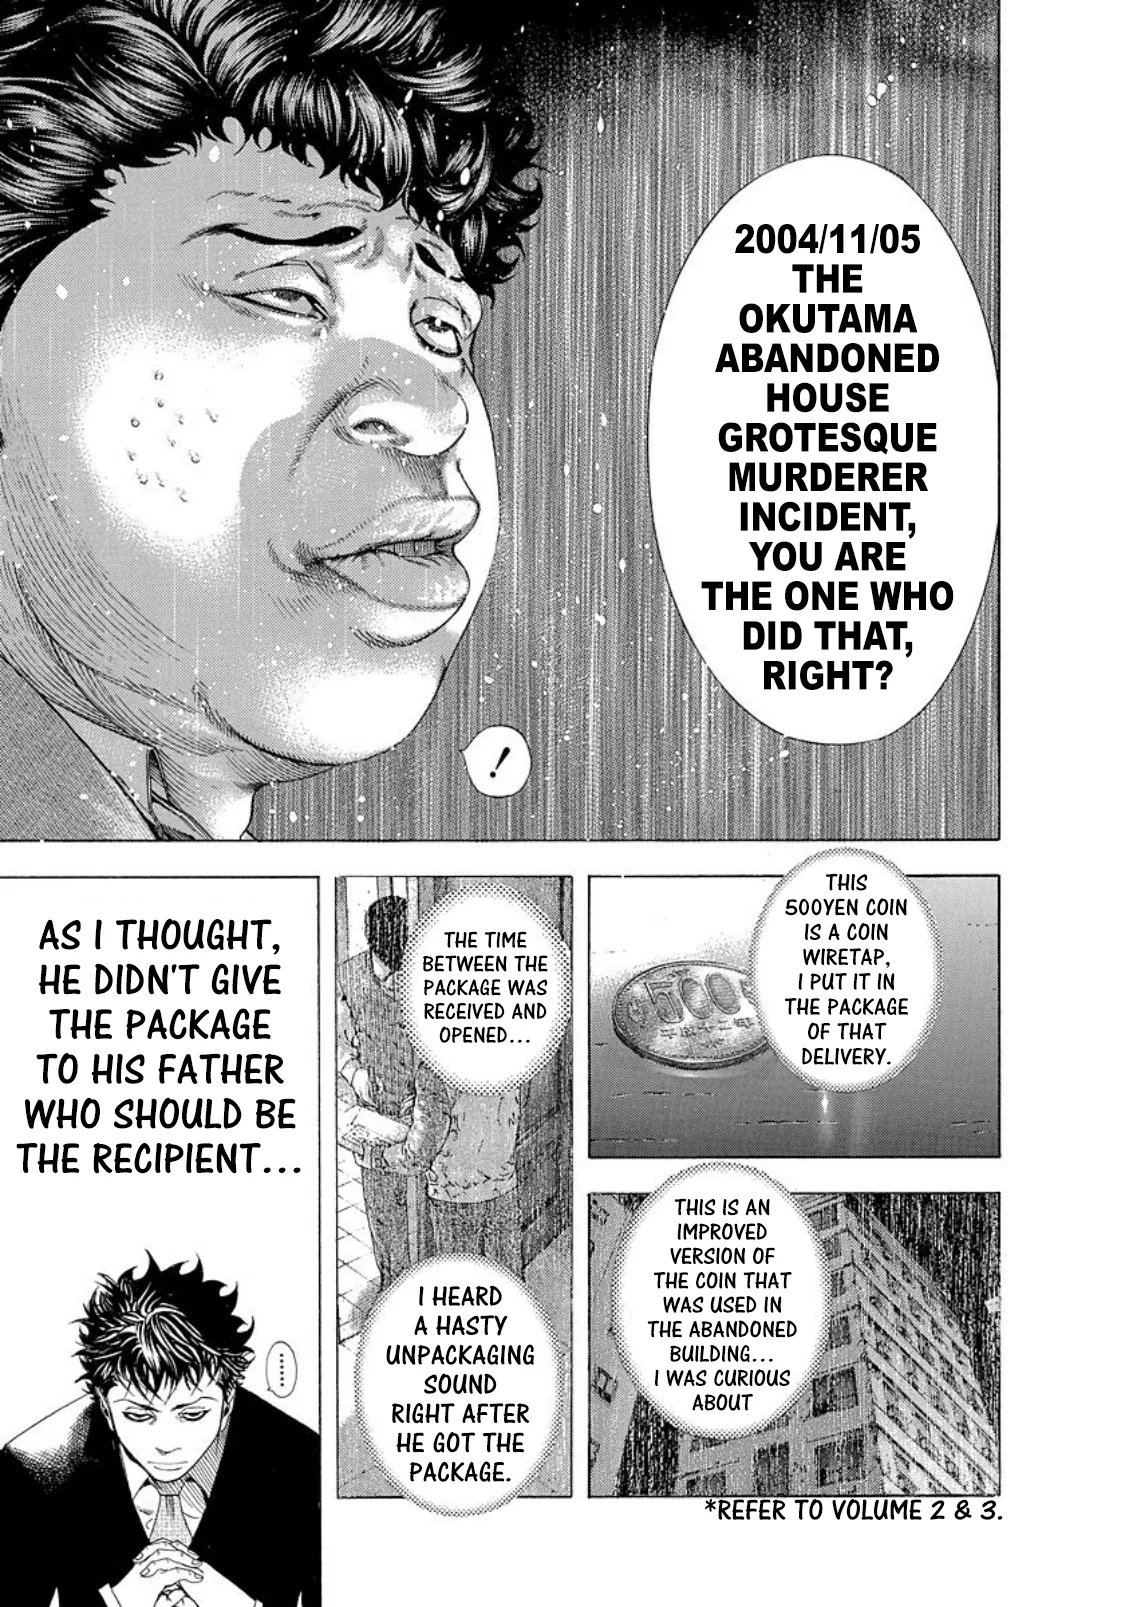 2004/11/05
THE
OKUTAMA
ABANDONED
HOUSE
GROTESQUE
MURDERER
INCIDENT,
YOU ARE
THE ONE WHO
DID THAT,
RIGHT?
!
THIS
500YEN COIN
IS A COIN
WIRETAP,
I PUT IT IN
THE PACKAGE
OF THAT
DELIVERY.
500
THIS IS AN
IMPROVED
VERSION OF
THE COIN THAT
WAS USED IN
THE ABANDONED
BUILDING...
I WAS CURIOUS
ABOUT
*REFER TO VOLUME 2 & 3.
THE TIME
BETWEEN THE
PACKAGE WAS
RECEIVED AND
OPENED...
I HEARD
A HASTY
UNPACKAGING
SOUND
RIGHT AFTER
HE GOT THE
PACKAGE.
AS I THOUGHT,
HE DIDN'T GIVE
THE PACKAGE
TO HIS FATHER
WHO SHOULD BE
THE RECIPIENT...
......